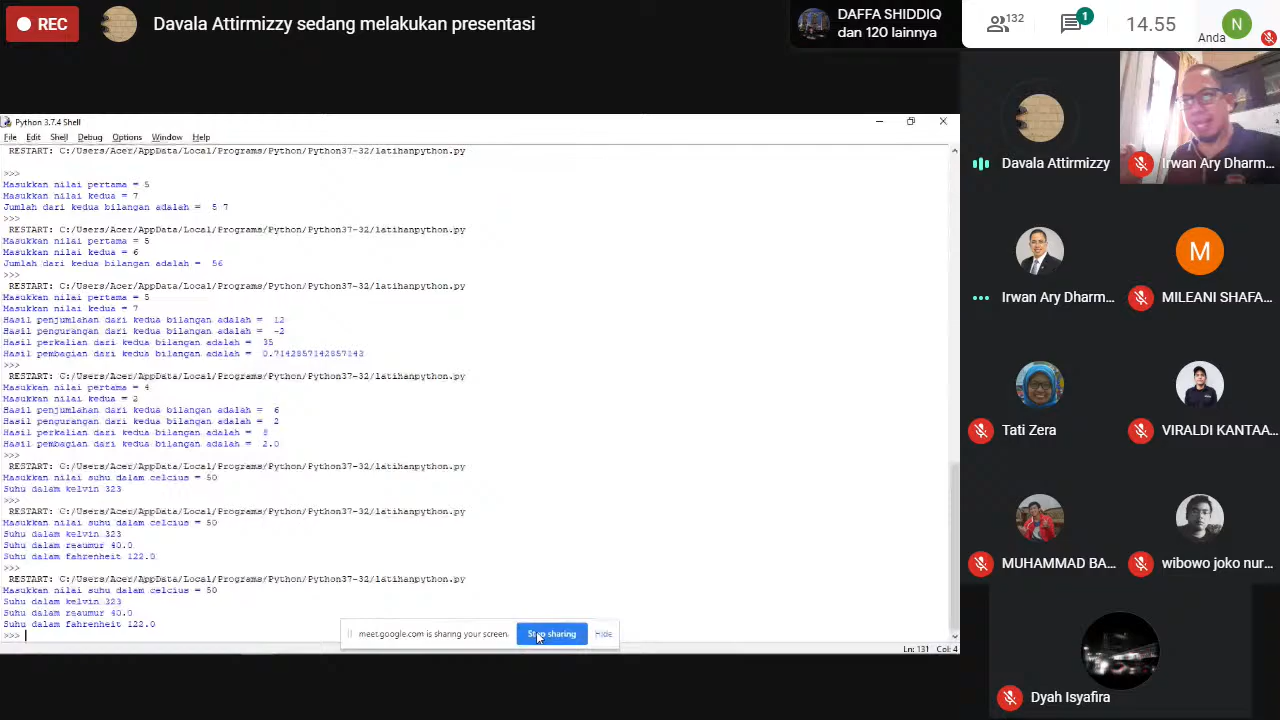 REC
Davala Attirmizzy sedang melakukan presentasi
DAFFA SHIDDIQ
dan 120 lainnya
132
1
14.55
Anda
N
Python 3.7.4 Shell
File Edit Shell Debug Options Window Help
RESTART: C:/Users/Acer/AppData/Local/Programs/Python/Python37-32/latihanpython.py
>>>
Masukkan nilai pertama = 5
Masukkan nilai kedua = 7
Jumlah dari kedua bilangan adalah = 5 7
>>>
RESTART: C:/Users/Acer/AppData/Local/Programs/Python/Python37-32/latihanpython.py
Masukkan nilai pertama = 5
Masukkan nilai kedua = 6
Jumlah dari kedua bilangan adalah = 56
>>>
RESTART: C:/Users/Acer/AppData/Local/Programs/Python/Python37-32/latihanpython.py
Masukkan nilai pertama = 5
Masukkan nilai kedua = 7
Hasil penjumlahan dari kedua bilangan adalah = 12
Hasil pengurangan dari kedua bilangan adalah = -2
Hasil perkalian dari kedua bilangan adalah = 35
Hasil pembagian dari kedua bilangan adalah = 0.7142857142857143
>>>
RESTART: C:/Users/Acer/AppData/Local/Programs/Python/Python37-32/latihanpython.py
Masukkan nilai pertama = 4
Masukkan nilai kedua = 2
Hasil penjumlahan dari kedua bilangan adalah = 6
Hasil pengurangan dari kedua bilangan adalah = 2
Hasil perkalian dari kedua bilangan adalah = 8
Hasil pembagian dari kedua bilangan adalah = 2.0
>>>
RESTART: C:/Users/Acer/AppData/Local/Programs/Python/Python37-32/latihanpython.py
Masukkan nilai suhu dalam celcius = 50
Suhu dalam kelvin 323
>>>
RESTART: C:/Users/Acer/AppData/Local/Programs/Python/Python37-32/latihanpython.py
Masukkan nilai suhu dalam celcius = 50
Suhu dalam kelvin 323
Suhu dalam reaumur 40.0
Suhu dalam fahrenheit 122.0
>>>
RESTART: C:/Users/Acer/AppData/Local/Programs/Python/Python37-32/latihanpython.py
Masukkan nilai suhu dalam celcius = 50
Suhu dalam kelvin 323
Suhu dalam reaumur 40.0
Suhu dalam fahrenheit 122.0
>>>
meet.google.com is sharing your screen. Stop sharing Hide
Ln: 131 Col: 4
Davala Attirmizzy
Irwan Ary Dharm...
Irwan Ary Dharm...
M
MILEANI SHAFA...
Tati Zera
VIRALDI KANTAA...
MUHAMMAD BA...
wibowo joko nur...
Dyah Isyafira